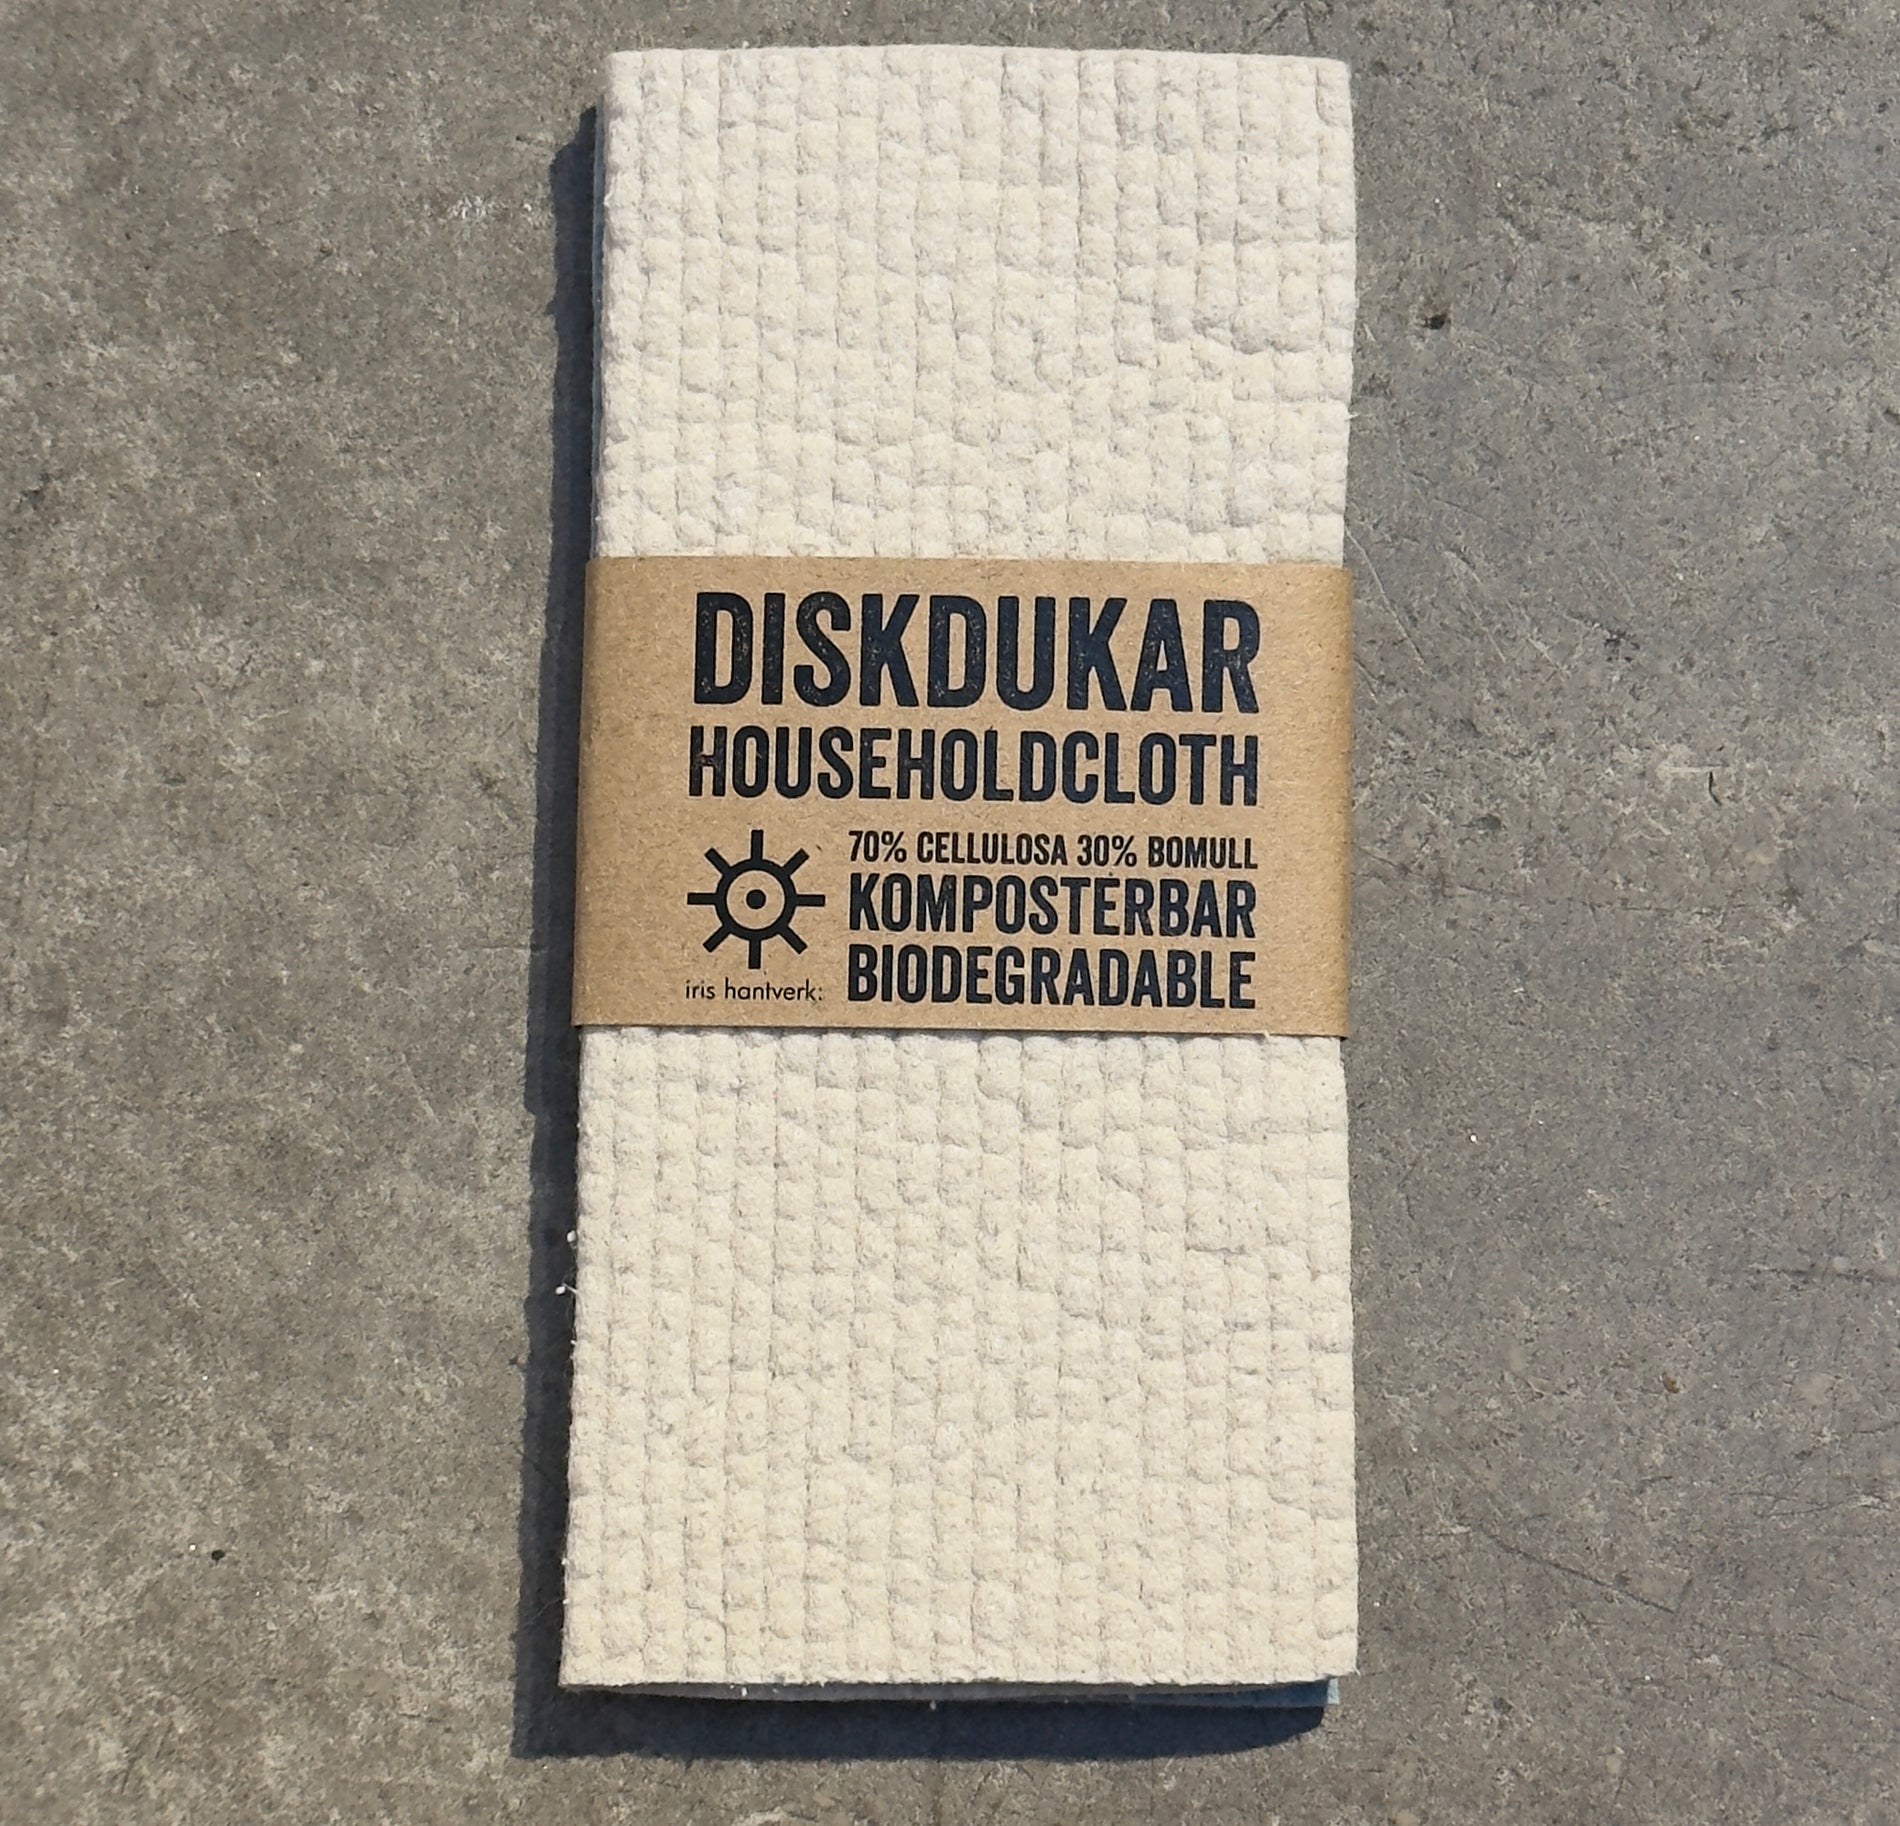 DISKDUKAR
HOUSEHOLDCLOTH
70% CELLULOSA 30% BOMULL
KOMPOSTERBAR
BIODEGRADABLE
iris hantverk: